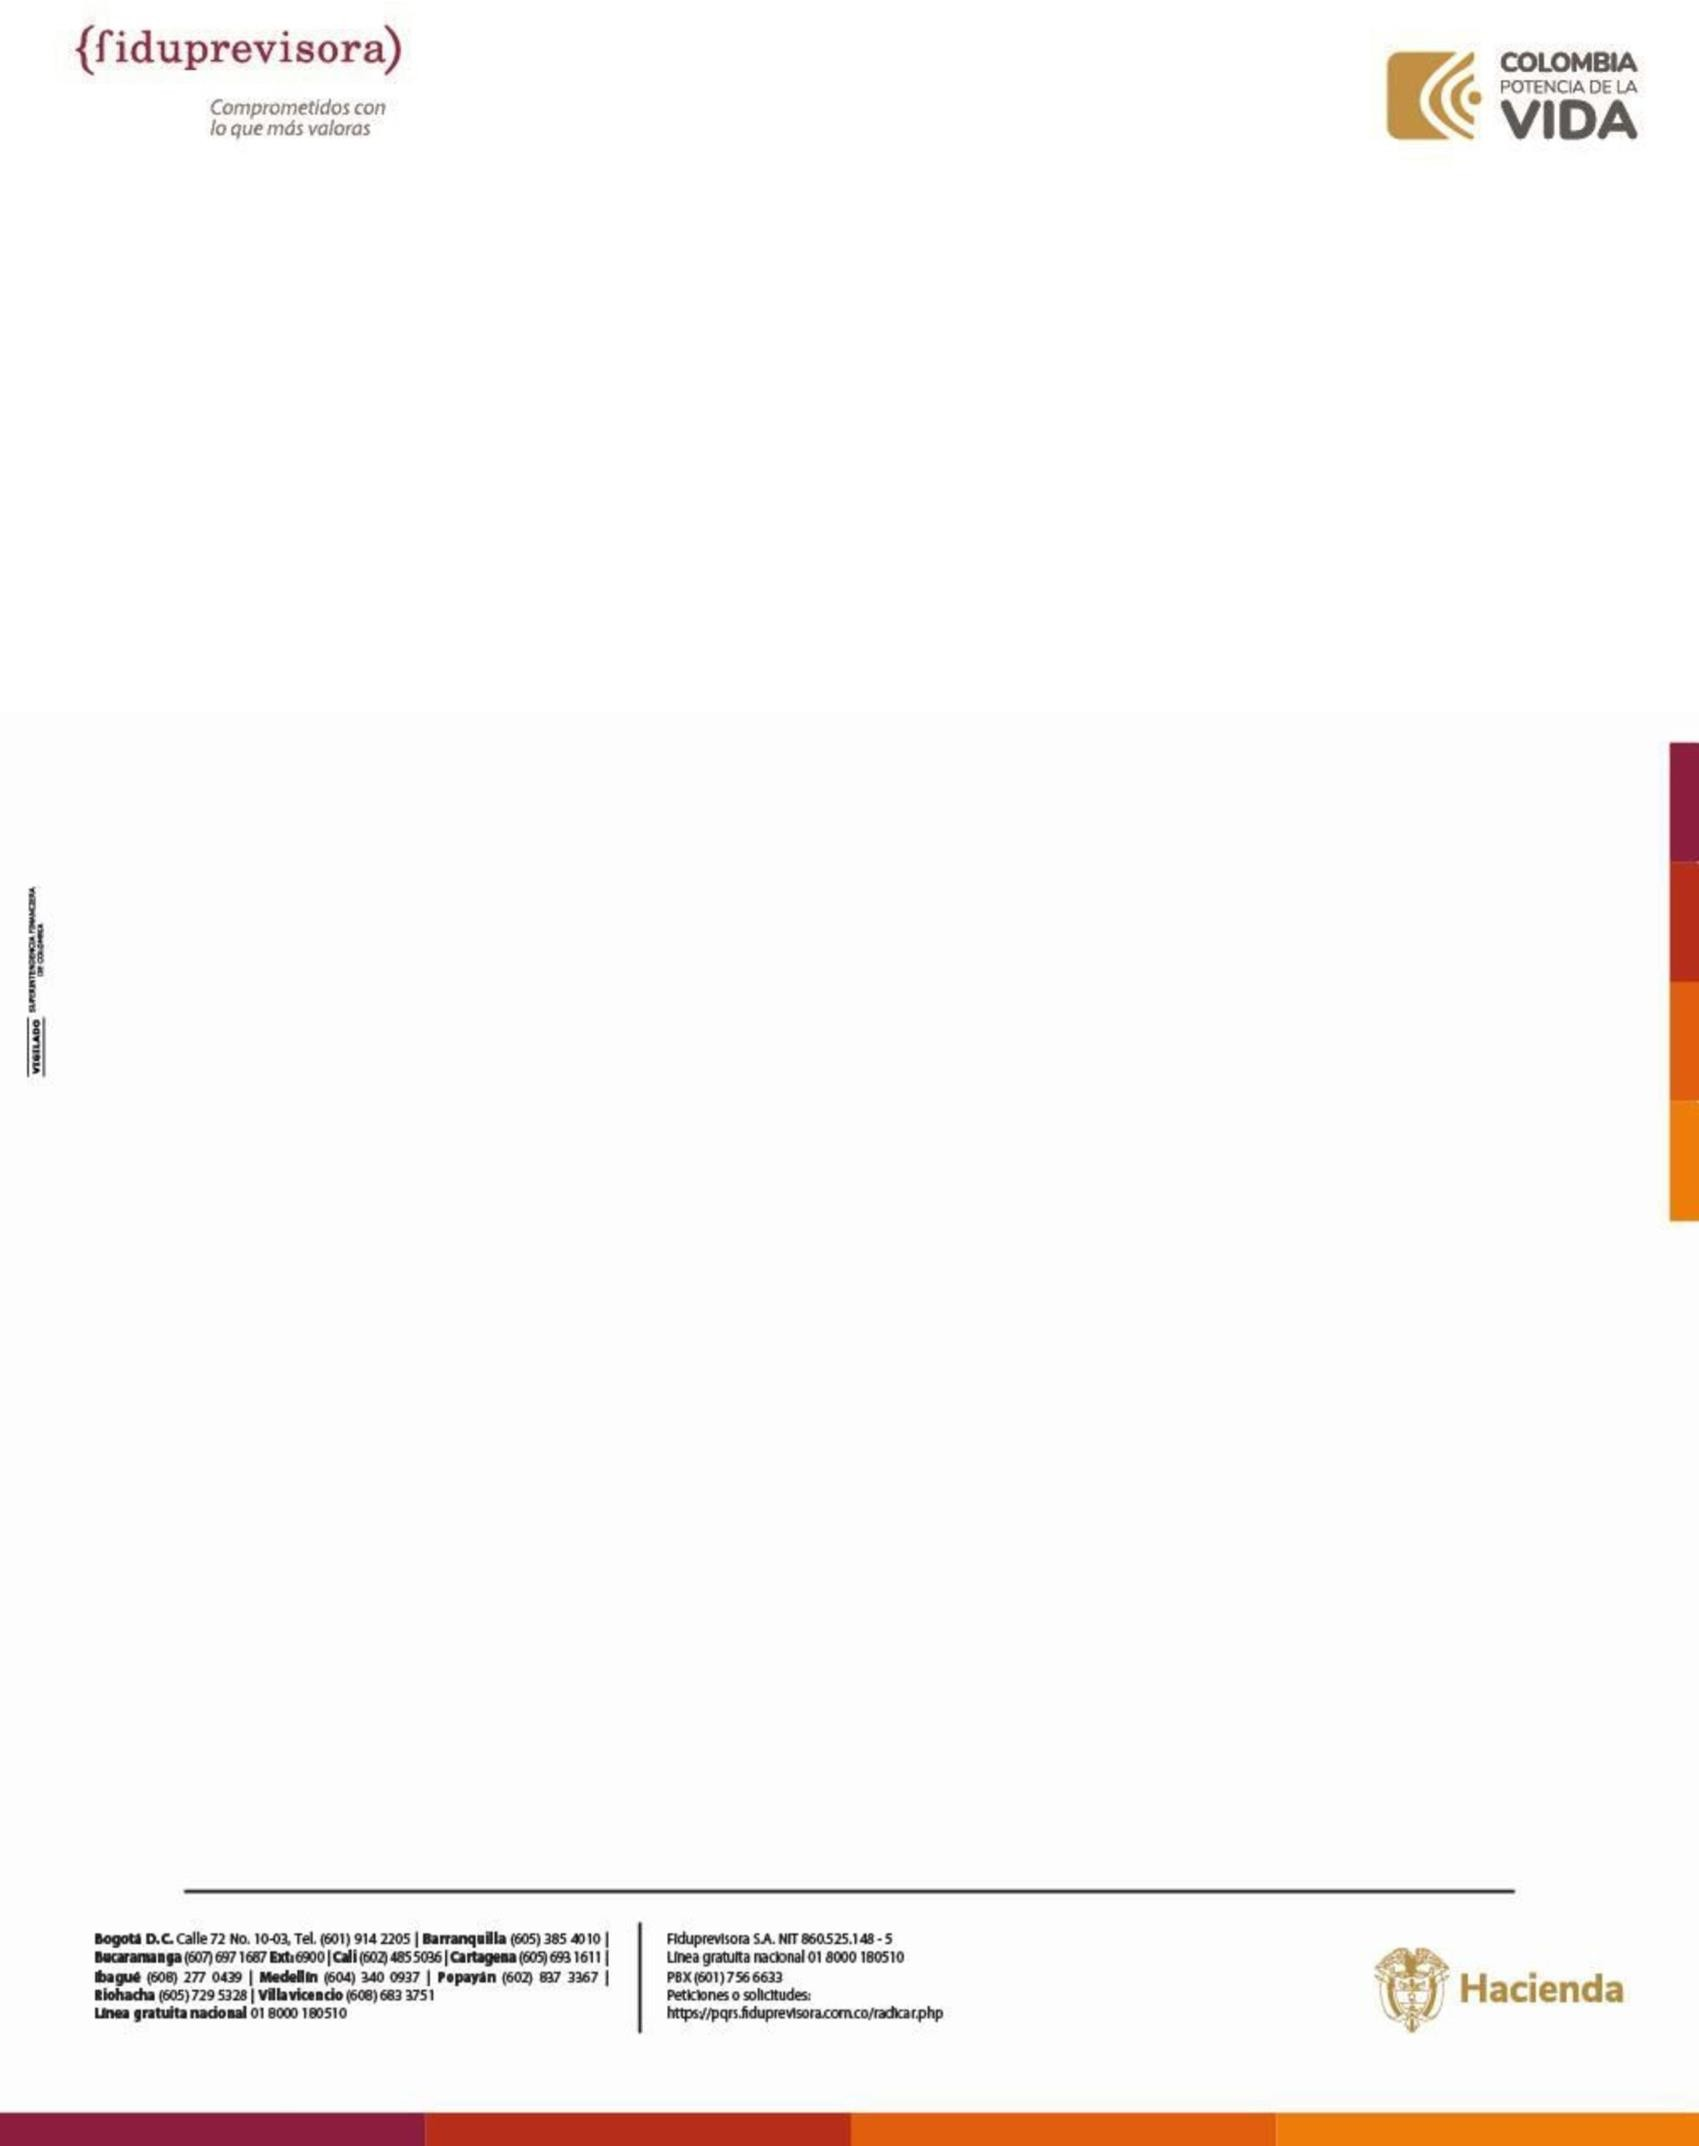 {fiduprevisora)
Comprometidos con
lo que más valoras
COLOMBIA
POTENCIA DE LA
VIDA
VIGILADO SUPERINTENDENCIA FINANCIERA
DE COLOMBIA
Bogotá D.C. Calle 72 No. 10-03, Tel. (601) 914 2205 | Barranquilla (605) 385 4010 |
Bucaramanga (607) 697 1687 Ext: 6900 | Cali (602) 485 5036 | Cartagena (605) 693 1611 |
Ibagué (608) 277 0439 | Medellín (604) 340 0937 | Popayán (602) 837 3367 |
Riohacha (605) 729 5328 | Villavicencio (608) 683 3751
Línea gratuita nacional 01 8000 180510
Fiduprevisora S.A. NIT 860.525.148 - 5
Línea gratuita nacional 01 8000 180510
PBX (601) 756 6633
Peticiones o solicitudes:
https://pqrs.fiduprevisora.com.co/radicar.php
Hacienda